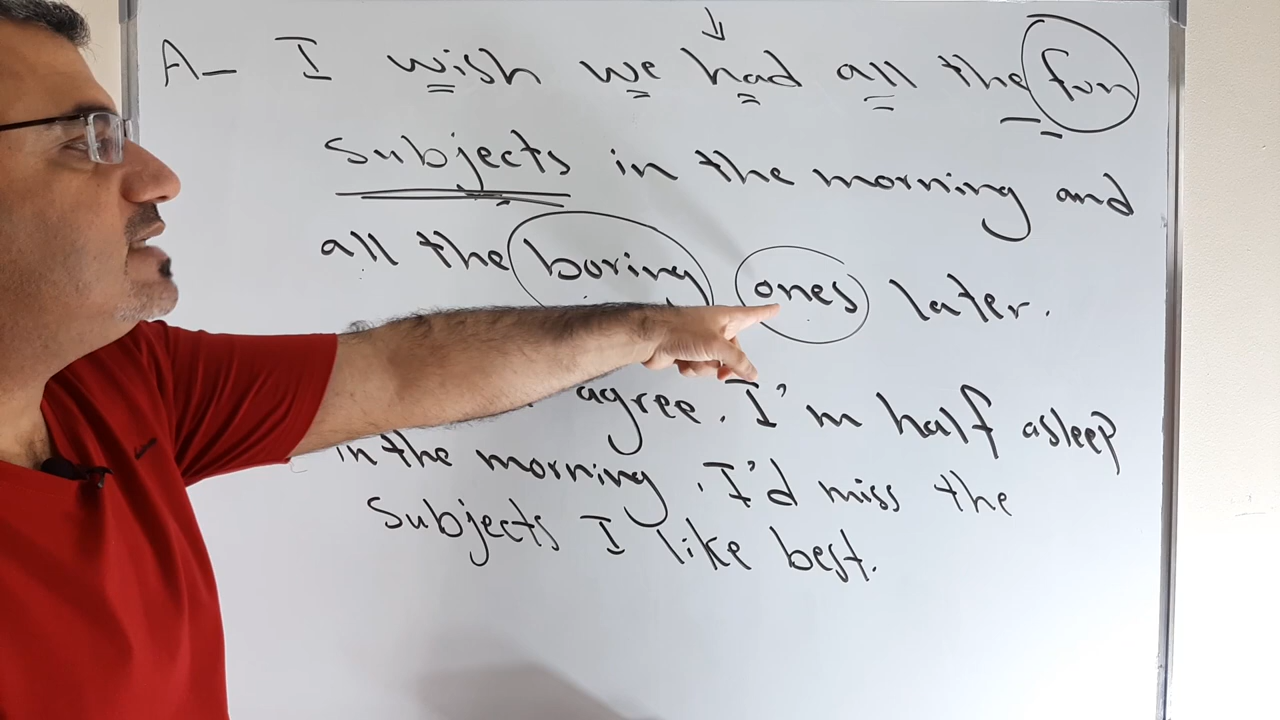 A- I wish we had all the fun
subjects in the morning and
all the boring ones later.
agree. I'm half asleep
in the morning. I'd miss the
subjects I like best.